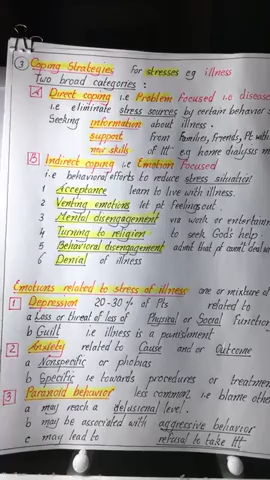 ③ Coping Strategies for stresses eg illness
Two broad categories:
A Direct coping i.e Problem Focused i.e disease
i.e eliminate stress sources by certain behavior
Seeking information about illness.
support from families, friends, Pt with
new skills of ttt eg home dialysis
B Indirect coping i.e Emotion Focused
i.e behavioral efforts to reduce stress situation
1 Acceptance learn to live with illness.
2 Venting emotions let pt feelings out.
3 Mental disengagement via work or entertain
4 Turning to religion to seek God's help.
5 Behavioral disengagement admit that pt cannot deal
6 Denial of illness
Emotions related to stress of illness one or mixture of
1 Depression 20-30% of Pts related to
a Loss or threat of loss of Physical or Social function
b Guilt i.e illness is a punishment
2 Anxiety related to Cause and or Outcome
a Nonspecific or phobias
b Specific i.e towards procedures or treatmen
3 Paranoid behavior less common i.e blame othe
a may reach a delusional level.
b may be associated with aggressive behavior
c may lead to refusal to take ttt